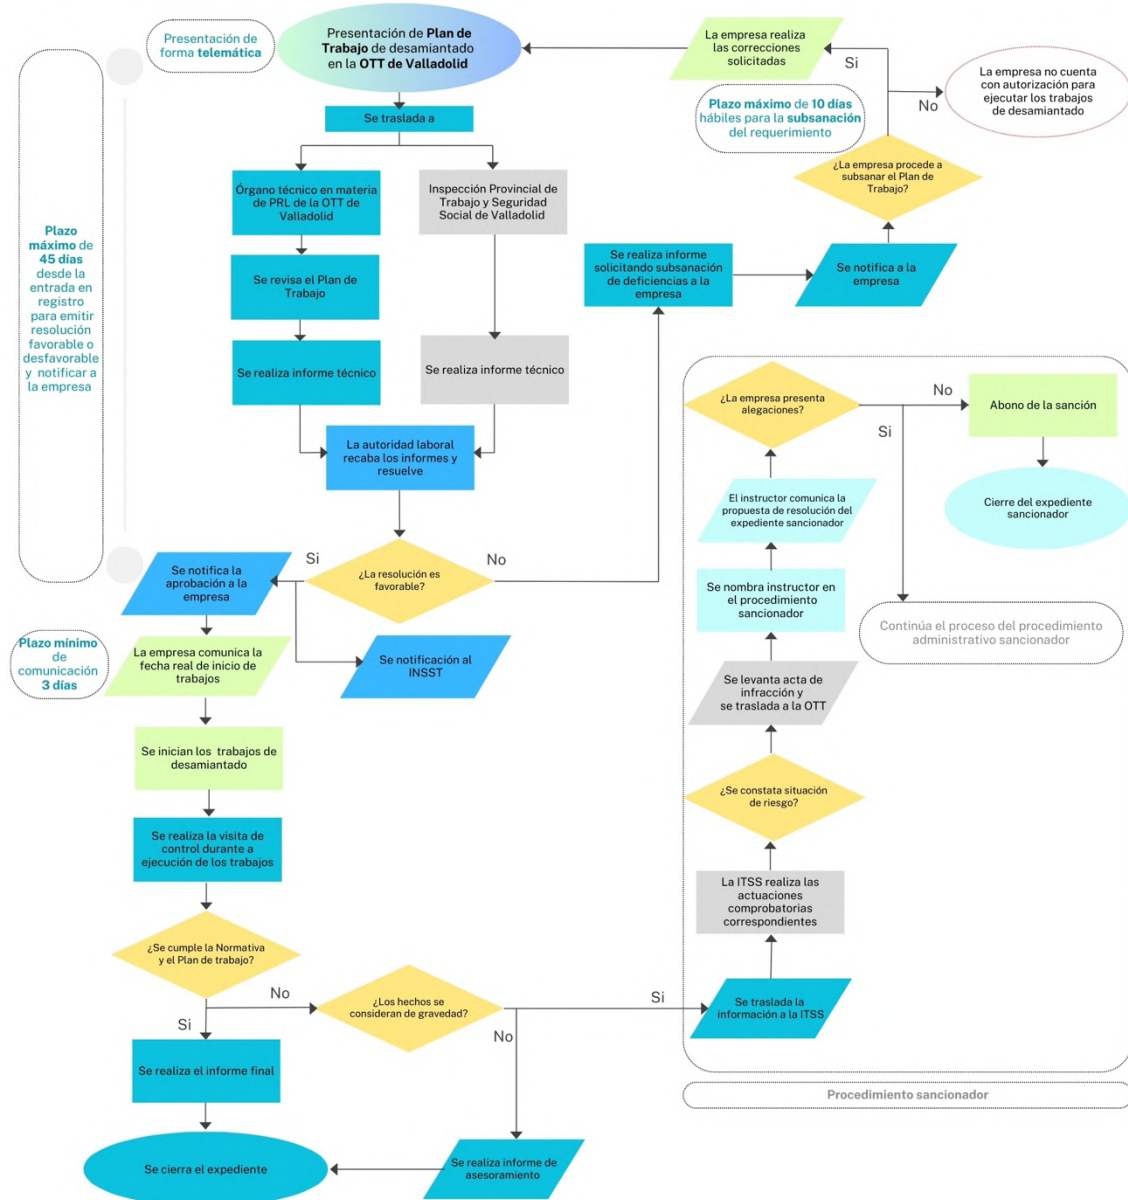 Presentación de
forma telemática
Presentación de Plan de
Trabajo de desamiantado
en la OTT de Valladolid
La empresa realiza
las correcciones
solicitadas
Si
No
La empresa no cuenta
con autorización para
ejecutar los trabajos
de desamiantado
Plazo máximo de 10 días
hábiles para la subsanación
del requerimiento
Se traslada a
¿La empresa procede a
subsanar el Plan de
Trabajo?
Órgano técnico en materia
de PRL de la OTT de
Valladolid
Inspección Provincial de
Trabajo y Seguridad
Social de Valladolid
Plazo
máximo de
45 días
desde la
entrada en
registro
para emitir
resolución
favorable o
desfavorable
y notificar a
la empresa
Se revisa el Plan de
Trabajo
Se realiza informe
solicitando subsanación
de deficiencias a la
empresa
Se notifica a la
empresa
Se realiza informe técnico
Se realiza informe técnico
La autoridad laboral
recaba los informes y
resuelve
¿La resolución es
favorable?
Si
No
Se notifica la
aprobación a la
empresa
Se notificación al
INSST
Plazo mínimo
de
comunicación
3 días
La empresa comunica la
fecha real de inicio de
trabajos
Se inician los trabajos de
desamiantado
Se realiza la visita de
control durante a
ejecución de los trabajos
¿Se cumple la Normativa
y el Plan de trabajo?
No
Si
¿Los hechos se
consideran de gravedad?
Si
No
Se realiza el informe final
Se cierra el expediente
Se realiza informe de
asesoramiento
¿La empresa presenta
alegaciones?
No
Si
Abono de la sanción
Cierre del expediente
sancionador
El instructor comunica la
propuesta de resolución del
expediente sancionador
Se nombra instructor en
el procedimiento
sancionador
Continúa el proceso del procedimiento
administrativo sancionador
Se levanta acta de
infracción y
se traslada a la OTT
¿Se constata situación
de riesgo?
La ITSS realiza las
actuaciones
comprobatorias
correspondientes
Se traslada la
información a la ITSS
Procedimiento sancionador